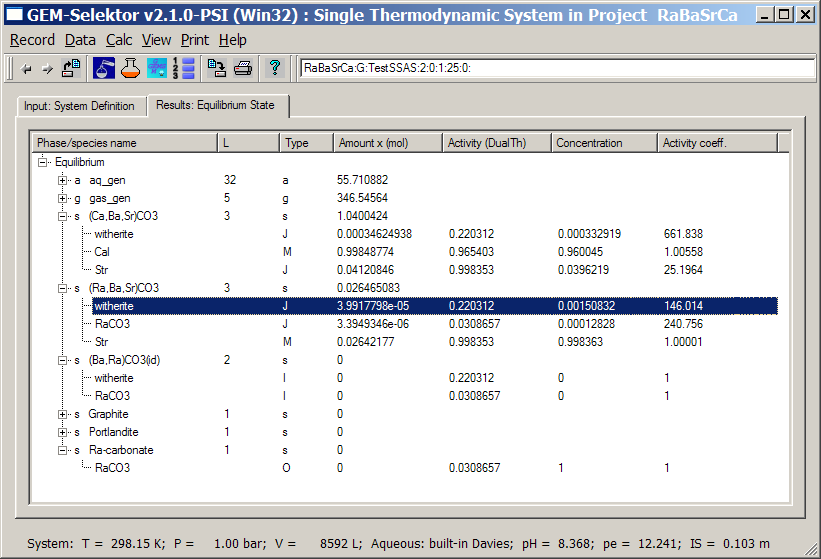 GEM-Selektor v2.1.0-PSI (Win32) : Single Thermodynamic System in Project RaBaSrCa
Record Data Calc View Print Help
1 2 3 ? RaBaSrCa:G:TestSSAS:2:0:1:25:0:
Input: System Definition Results: Equilibrium State
Phase/species name L Type Amount x (mol) Activity (DualTh) Concentration Activity coeff.
Equilibrium
a aq_gen 32 a 55.710882
g gas_gen 5 g 346.54564
s (Ca,Ba,Sr)CO3 3 s 1.0400424
witherite J 0.00034624938 0.220312 0.000332919 661.838
Cal M 0.99848774 0.965403 0.960045 1.00558
Str J 0.04120846 0.998353 0.0396219 25.1964
s (Ra,Ba,Sr)CO3 3 s 0.026465083
witherite J 3.9917798e-05 0.220312 0.00150832 146.014
RaCO3 J 3.3949346e-06 0.0308657 0.00012828 240.756
Str M 0.02642177 0.998353 0.998363 1.00001
s (Ba,Ra)CO3(id) 2 s 0
witherite I 0 0.220312 0 1
RaCO3 I 0 0.0308657 0 1
s Graphite 1 s 0
s Portlandite 1 s 0
s Ra-carbonate 1 s 0
RaCO3 O 0 0.0308657 1 1
System: T = 298.15 K; P = 1.00 bar; V = 8592 L; Aqueous: built-in Davies; pH = 8.368; pe = 12.241; IS = 0.103 m